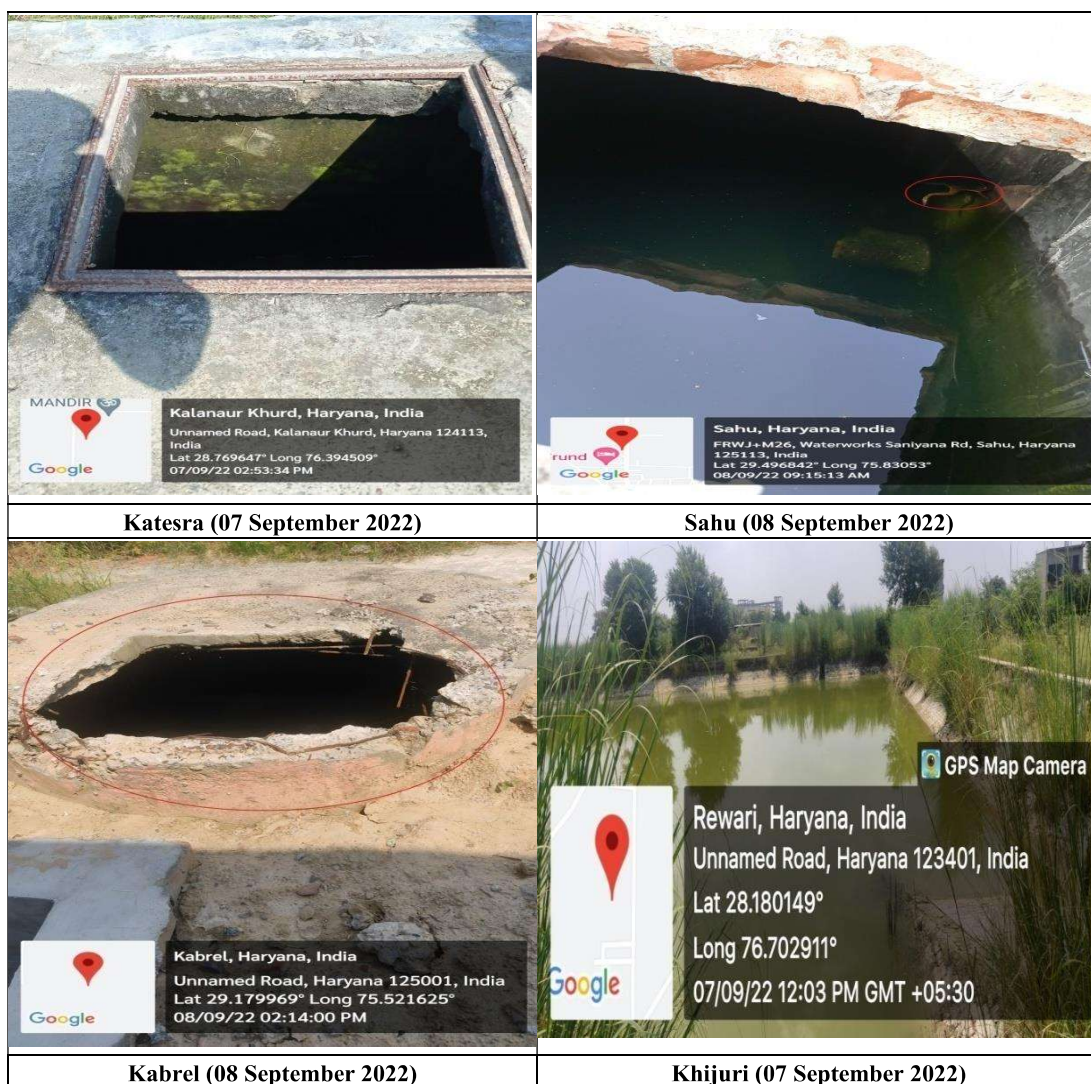 MANDIR
Google
Kalanaur Khurd, Haryana, India
Unnamed Road, Kalanaur Khurd, Haryana 124113,
India
Lat 28.769647° Long 76.394509°
07/09/22 02:53:34 PM
rund
Google
Sahu, Haryana, India
FRWJ+M26, Waterworks Saniyana Rd, Sahu, Haryana
125113, India
Lat 29.496842° Long 75.83053°
08/09/22 09:15:13 AM
Katesra (07 September 2022)
Sahu (08 September 2022)
Google
Kabrel, Haryana, India
Unnamed Road, Haryana 125001, India
Lat 29.179969° Long 75.521625°
08/09/22 02:14:00 PM
GPS Map Camera
Google
Rewari, Haryana, India
Unnamed Road, Haryana 123401, India
Lat 28.180149°
Long 76.702911°
07/09/22 12:03 PM GMT +05:30
Kabrel (08 September 2022)
Khijuri (07 September 2022)